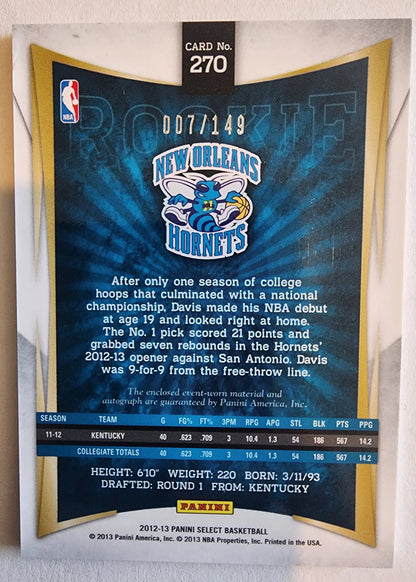 CARD No.
270
NBA
ROOKIE
007/149
NEW ORLEANS
HORNETS
After only one season of college
hoops that culminated with a national
championship, Davis made his NBA debut
at age 19 and looked right at home.
The No. 1 pick scored 21 points and
grabbed seven rebounds in the Hornets'
2012-13 opener against San Antonio. Davis
was 9-for-9 from the free-throw line.
The enclosed event-worn material and
autograph are guaranteed by Panini America, Inc.
SEASON TEAM G FG% FT% 3PM RPG APG STL BLK PTS PPG
11-12 KENTUCKY 40 .623 .709 3 10.4 1.3 54 186 567 14.2
COLLEGIATE TOTALS 40 .623 .709 3 10.4 1.3 54 186 567 14.2
HEIGHT: 6'10" WEIGHT: 220 BORN: 3/11/93
DRAFTED: ROUND 1 FROM: KENTUCKY
PANINI
2012-13 PANINI SELECT BASKETBALL
© 2013 Panini America, Inc. © 2013 NBA Properties, Inc. Printed in the USA.